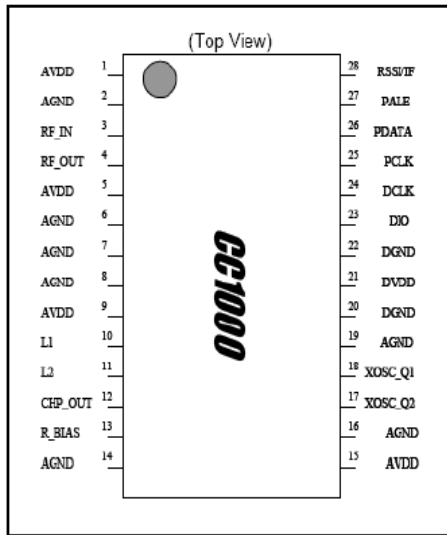 (Top View)
AVDD 1 28 RSSI/IF
AGND 2 27 PALE
RF_IN 3 26 PDATA
RF_OUT 4 25 PCLK
AVDD 5 24 DCLK
AGND 6 23 DIO
AGND 7 22 DGND
AGND 8 21 DVDD
AVDD 9 20 DGND
L1 10 19 AGND
L2 11 18 XOSC_Q1
CHP_OUT 12 17 XOSC_Q2
R_BIAS 13 16 AGND
AGND 14 15 AVDD
CC1000